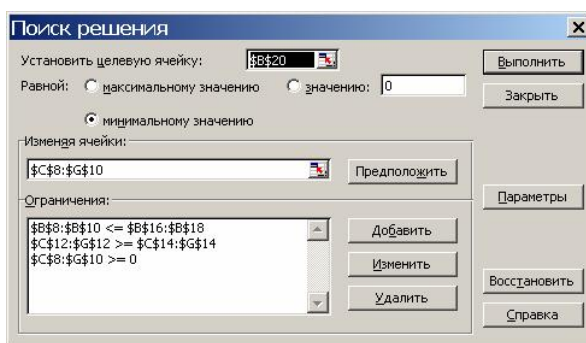 Поиск решения
Установить целевую ячейку: $B$20
Выполнить
Равной: максимальному значению значению: 0
Закрыть
минимальному значению
Изменяя ячейки:
$C$8:$G$10
Предположить
Ограничения:
Параметры
$B$8:$B$10 <= $B$16:$B$18
$C$12:$G$12 >= $C$14:$G$14
$C$8:$G$10 >= 0
Добавить
Изменить
Удалить
Восстановить
Справка